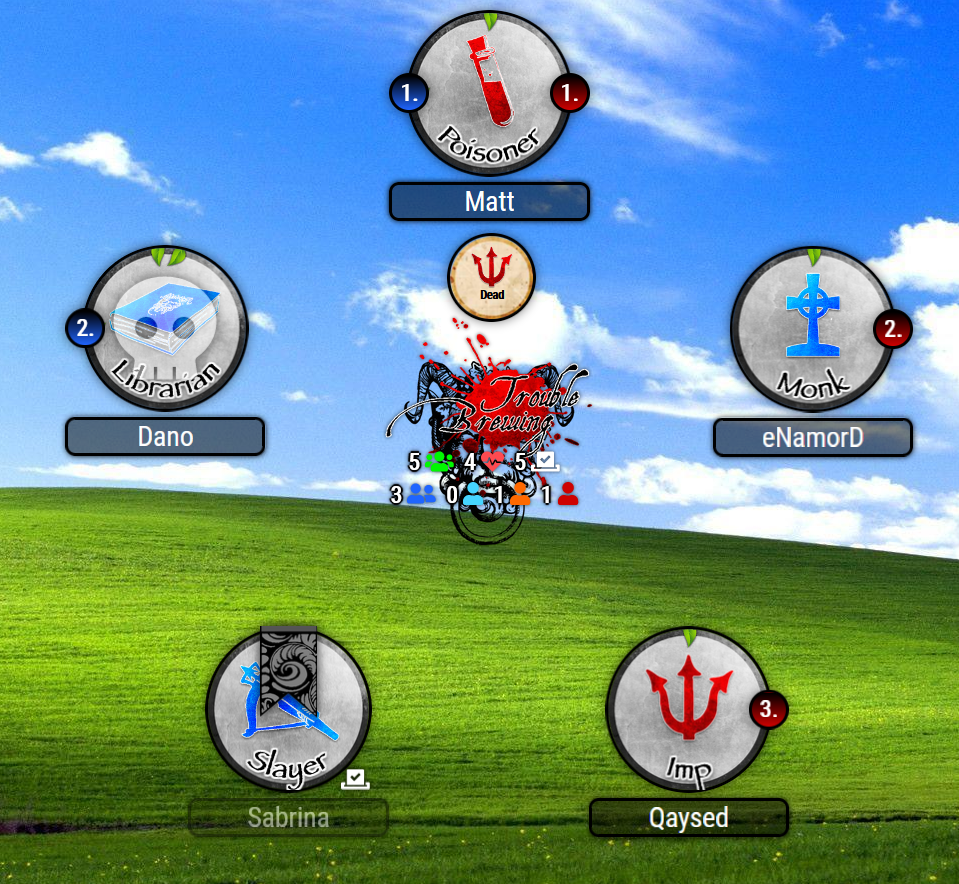 1.
1.
Poisoner
Matt
Dead
2.
Librarian
Dano
2.
Monk
eNamorD
Trouble
Brewing
5 4 5
3 0 1 1
Slayer
Sabrina
3.
Imp
Qaysed